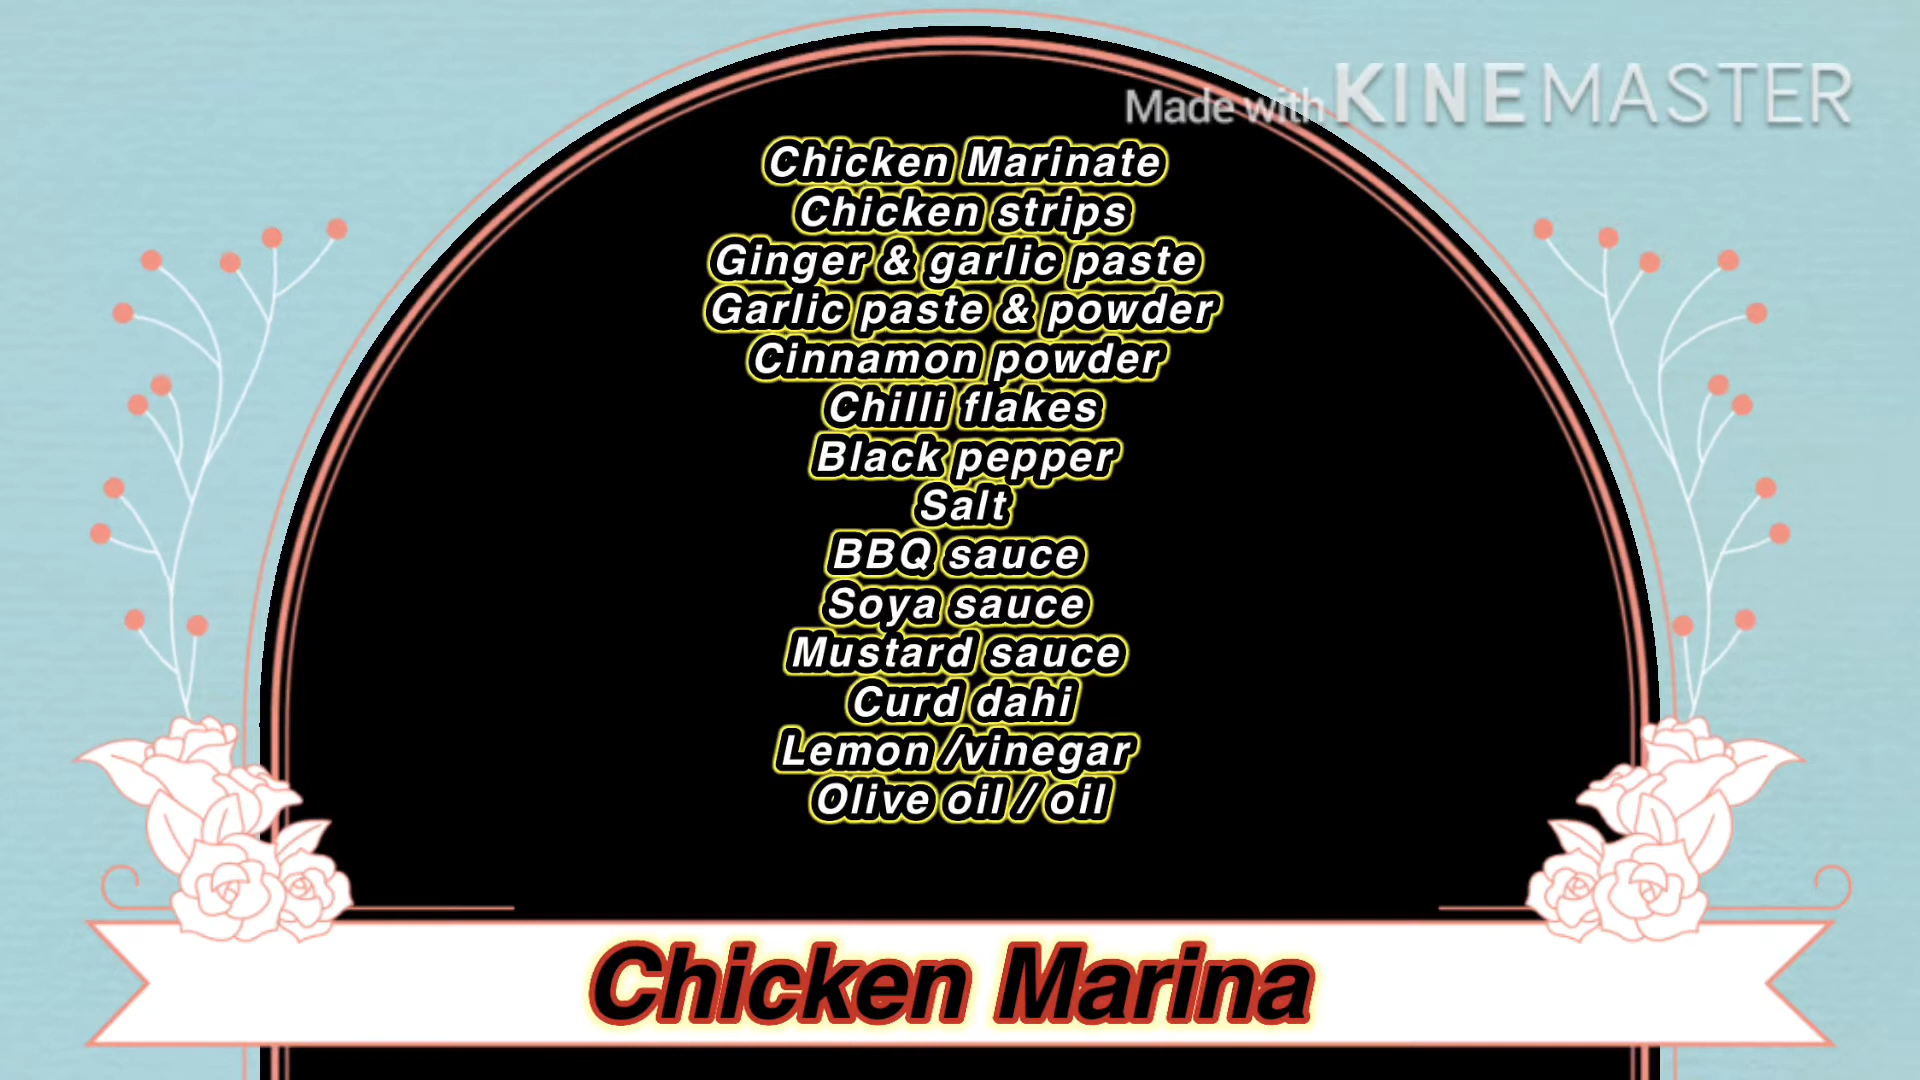 Made with KINEMASTER
Chicken Marinate
Chicken strips
Ginger & garlic paste
Garlic paste & powder
Cinnamon powder
Chilli flakes
Black pepper
Salt
BBQ sauce
Soya sauce
Mustard sauce
Curd dahi
Lemon /vinegar
Olive oil / oil
Chicken Marina